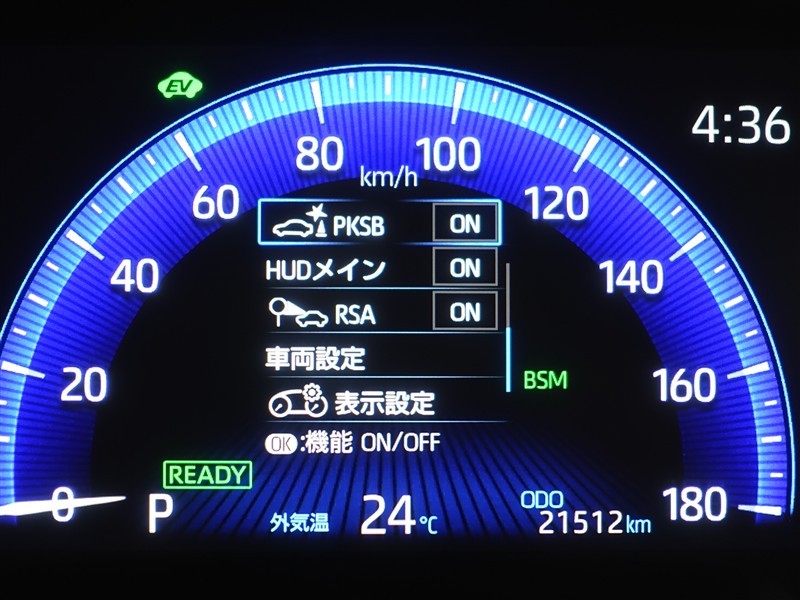 EV
4:36
80 100
km/h
60 120
PKSB ON
HUDメイン ON
40 140
RSA ON
車両設定
20 BSM 160
表示設定
OK:機能 ON/OFF
READY
0 P 外気温 24℃ ODO 180
21512km